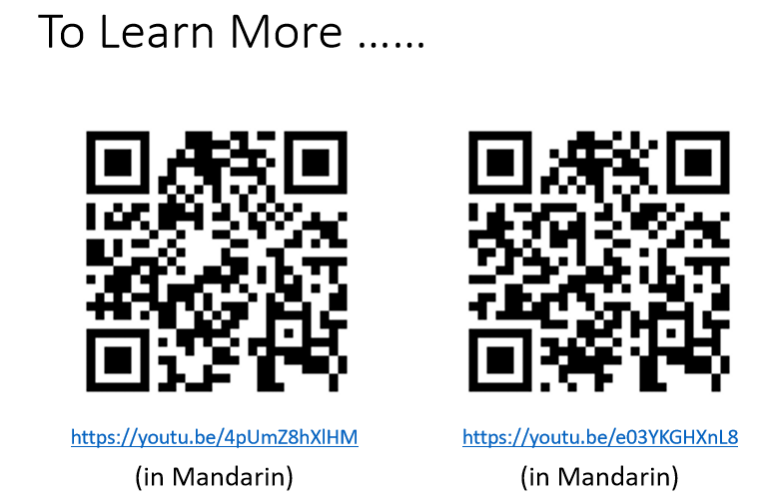 To Learn More ……
https://youtu.be/4pUmZ8hXlHM
https://youtu.be/e03YKGHXnL8
(in Mandarin)
(in Mandarin)